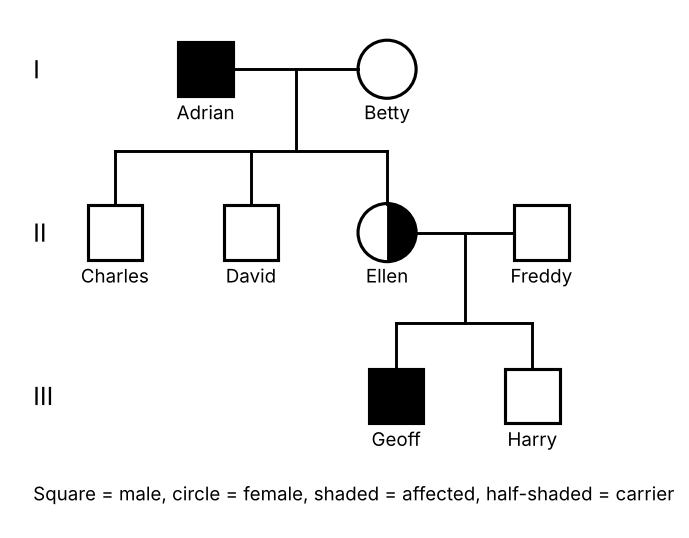 I
Adrian
Betty
II
Charles
David
Ellen
Freddy
III
Geoff
Harry
Square = male, circle = female, shaded = affected, half-shaded = carrier